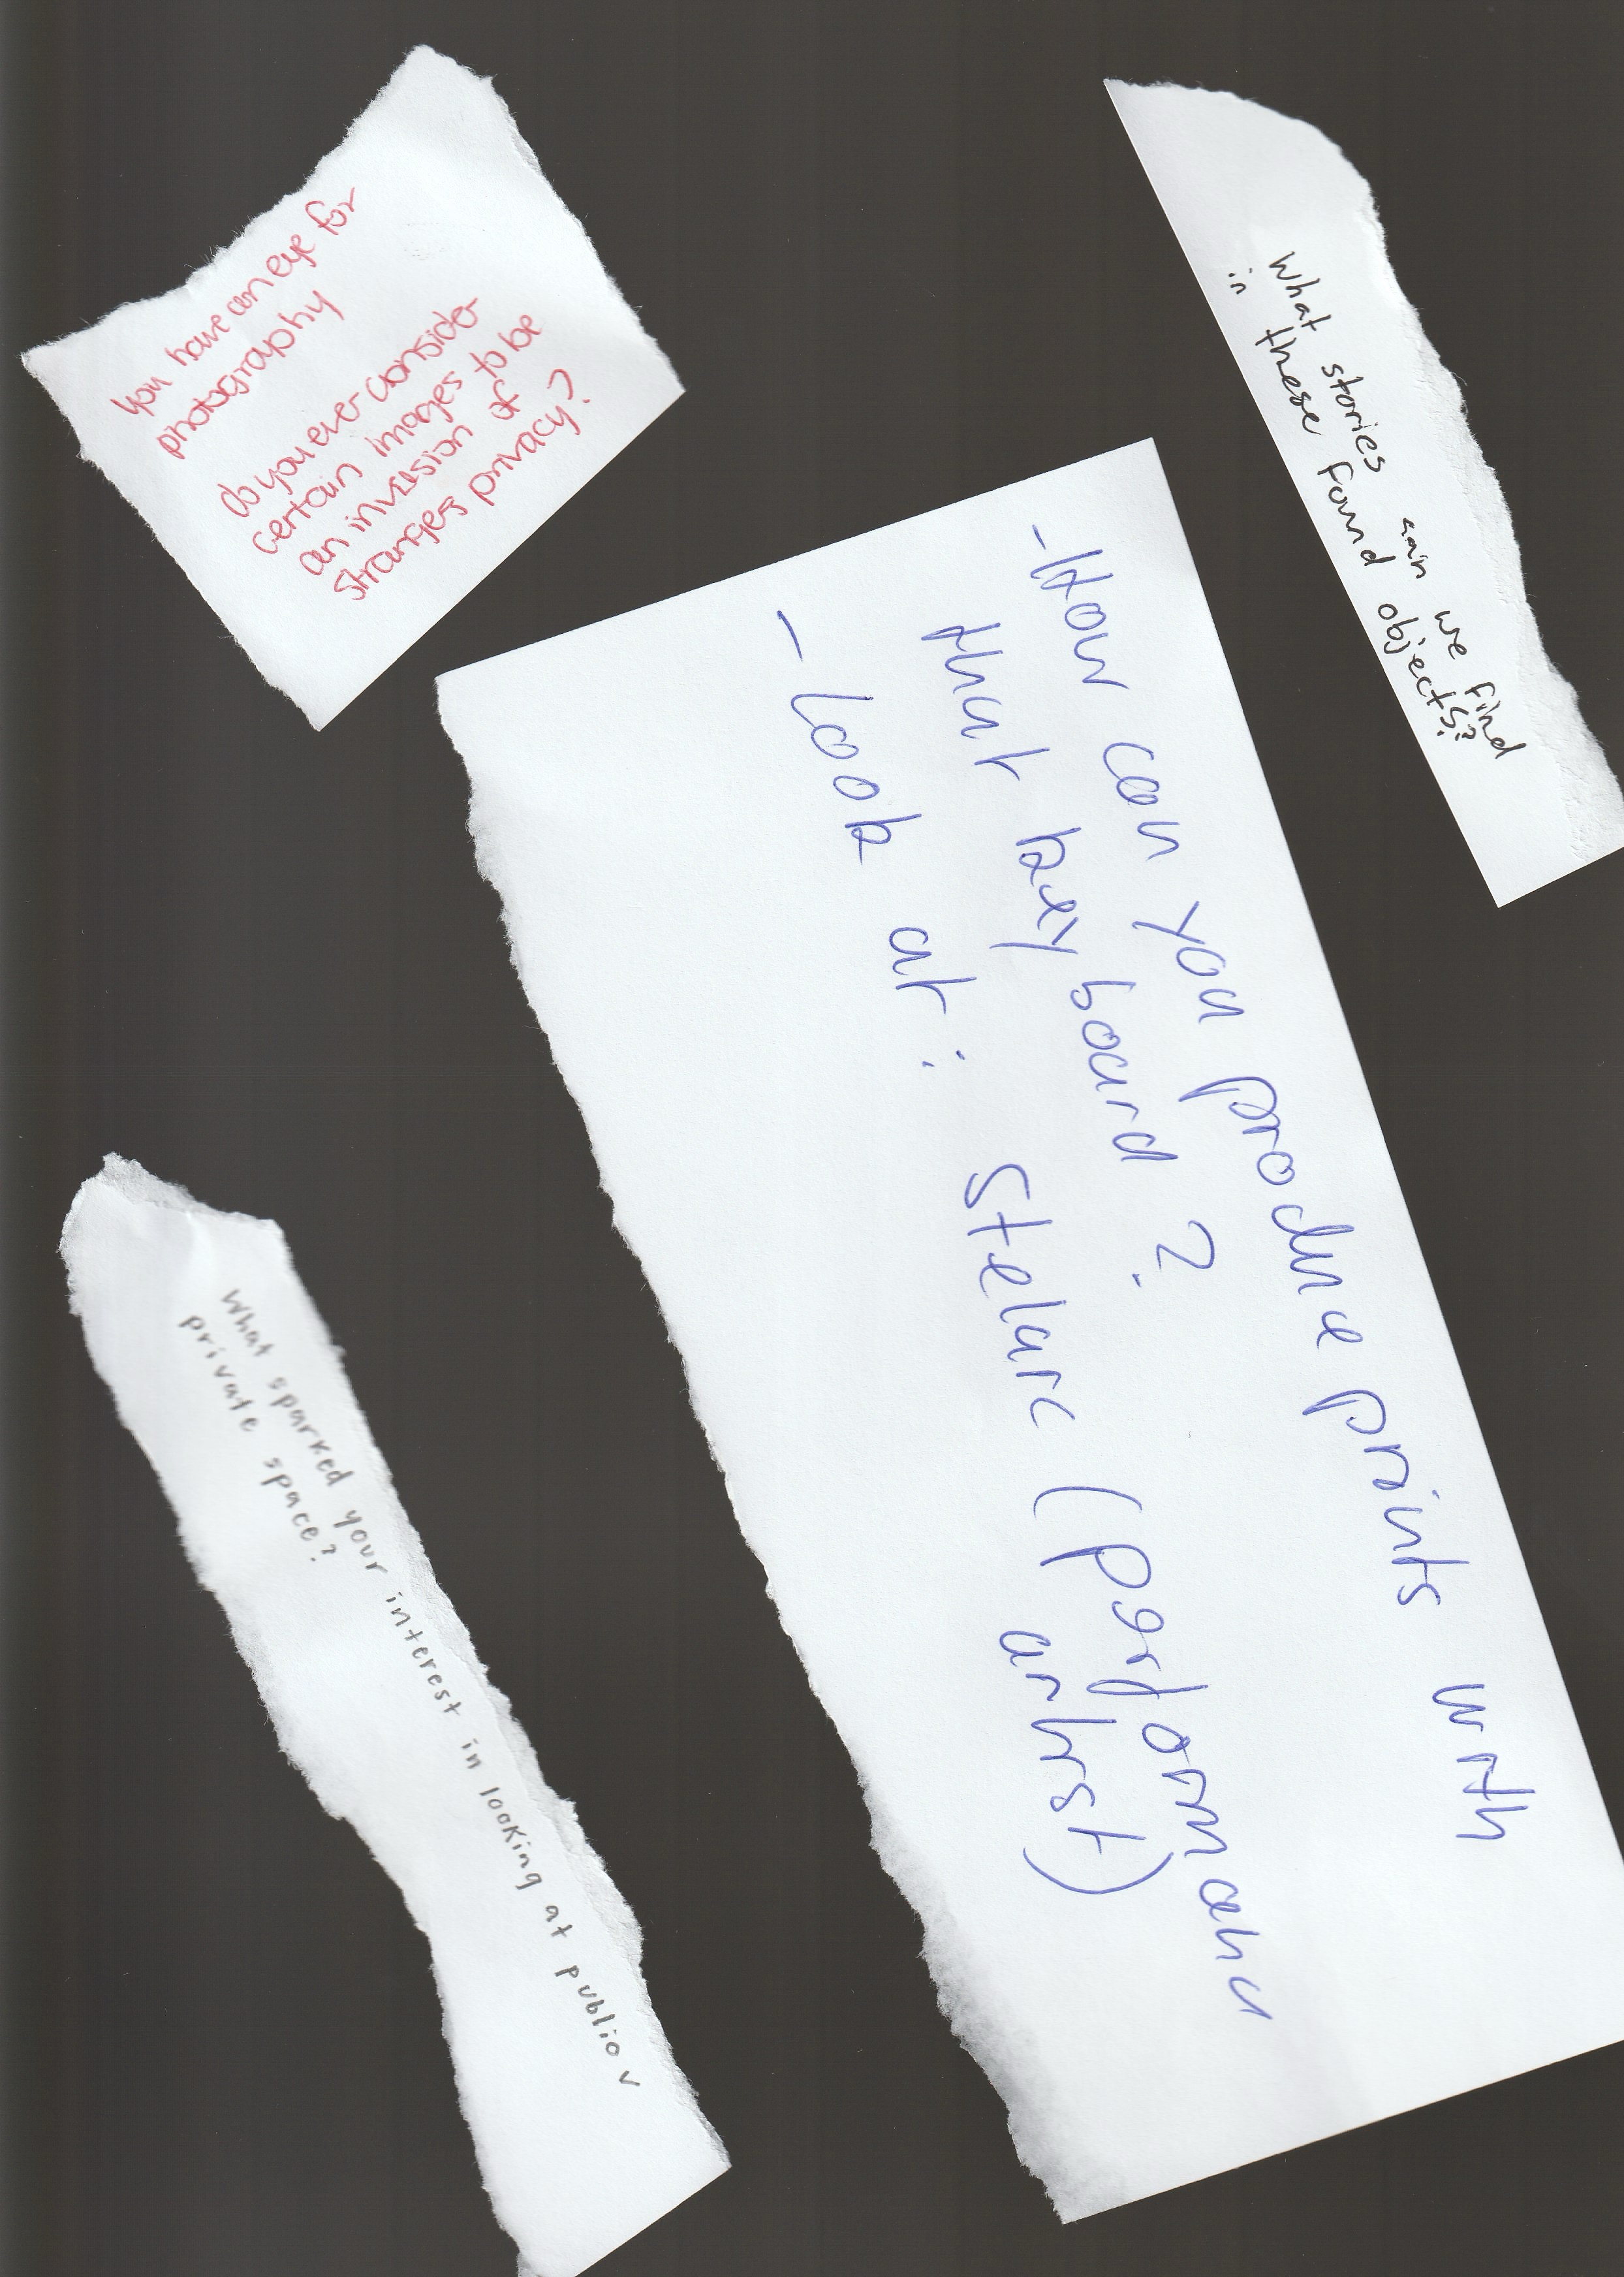 you have an eye for
photography
do you ever consider
certain images to be
an invasion of
strangers privacy?
What stories can we find
in these found objects?
- How can you produce prints with
that keyboard?
- look at: Stelarc (performance
artist)
What sparked your interest in looking at public v
private space?